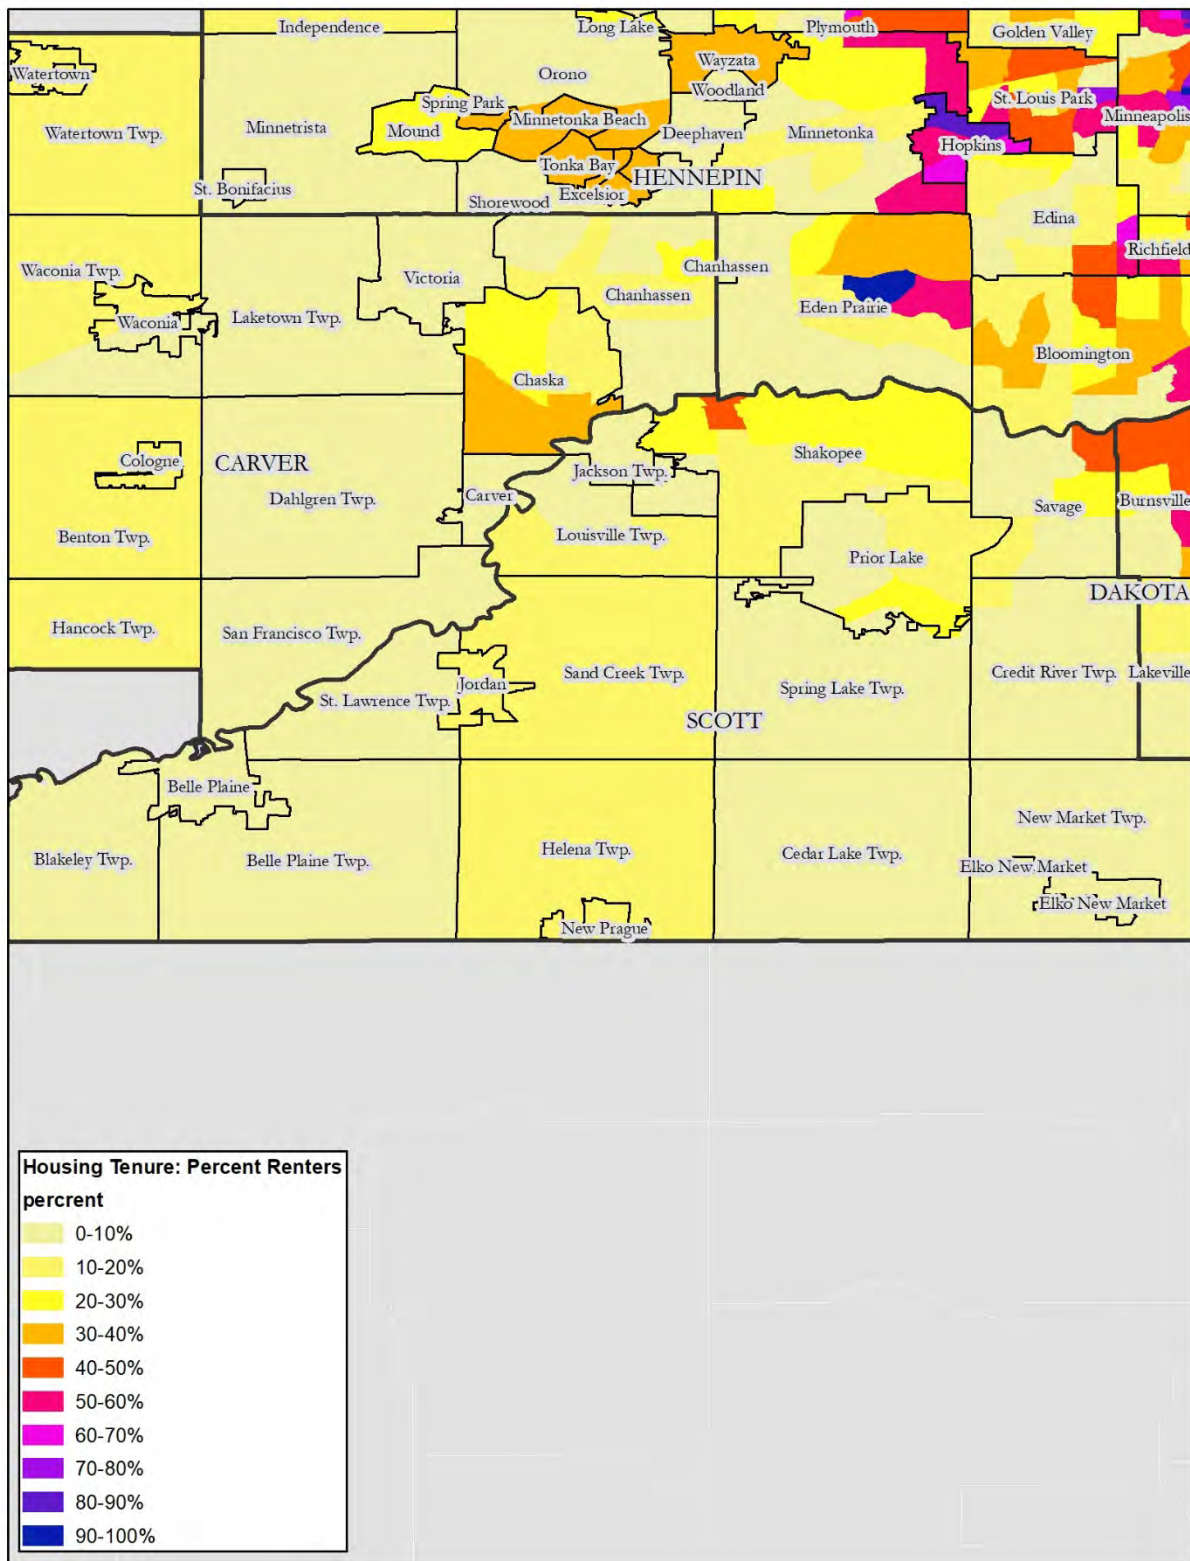 Independence
Long Lake
Plymouth
Golden Valley
Watertown
Orono
Wayzata
Woodland
St. Louis Park
Minneapolis
Watertown Twp.
Minnetrista
Spring Park
Mound
Minnetonka Beach
Deephaven
Minnetonka
Hopkins
Tonka Bay
HENNEPIN
St. Bonifacius
Excelsior
Shorewood
Edina
Richfield
Waconia Twp.
Victoria
Chanhassen
Chanhassen
Eden Prairie
Waconia
Laketown Twp.
Bloomington
Chaska
Cologne
CARVER
Shakopee
Jackson Twp.
Dahlgren Twp.
Carver
Savage
Burnsville
Benton Twp.
Louisville Twp.
Prior Lake
DAKOTA
Hancock Twp.
San Francisco Twp.
Sand Creek Twp.
Credit River Twp.
Lakeville
Jordan
St. Lawrence Twp.
Spring Lake Twp.
SCOTT
Belle Plaine
New Market Twp.
Blakeley Twp.
Belle Plaine Twp.
Helena Twp.
Cedar Lake Twp.
Elko New Market
Elko New Market
New Prague
Housing Tenure: Percent Renters
percrent
0-10%
10-20%
20-30%
30-40%
40-50%
50-60%
60-70%
70-80%
80-90%
90-100%